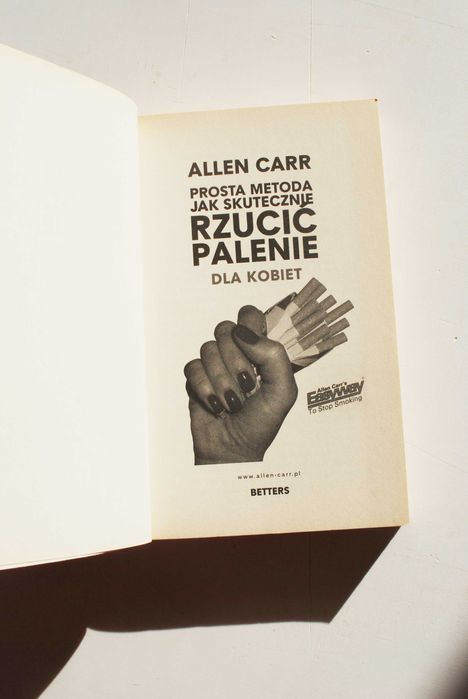 ALLEN CARR
PROSTA METODA
JAK SKUTECZNIE
RZUCIĆ
PALENIE
DLA KOBIET
Allen Carr's
EASYWAY
To Stop Smoking
www.allen-carr.pl
BETTERS